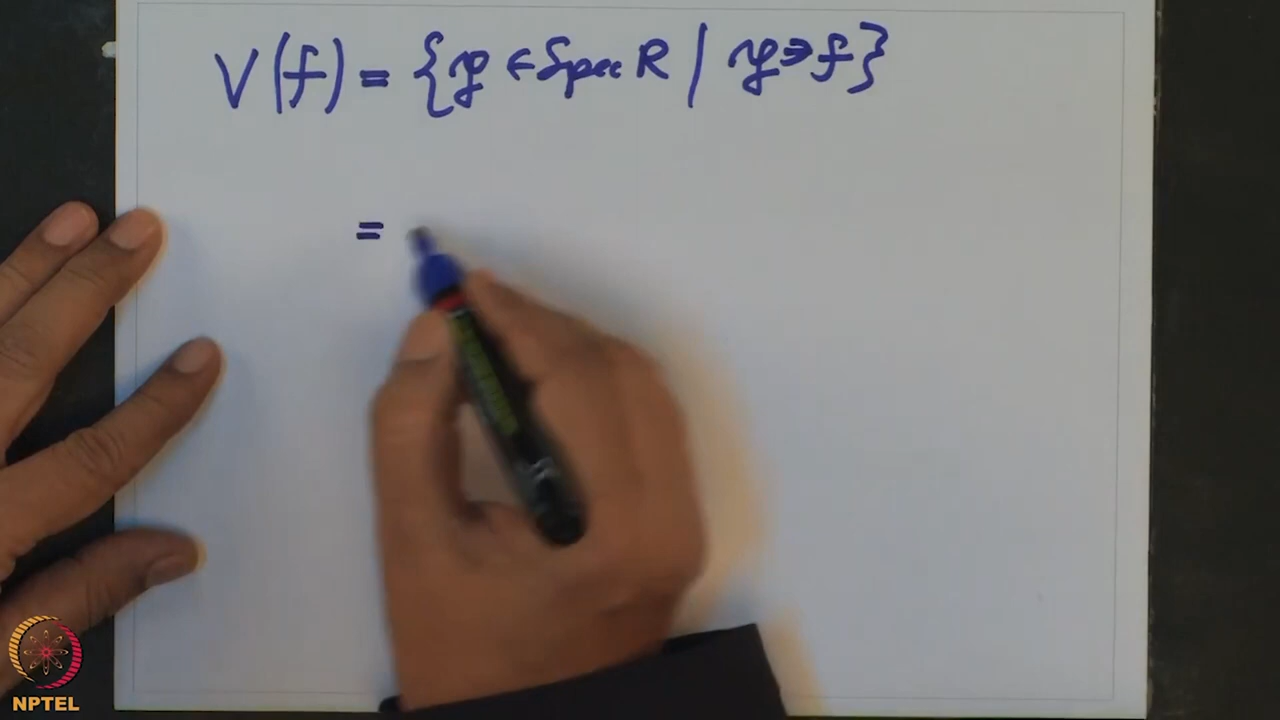 V(f) = {𝔭 ∈ Spec R | 𝔭 ∋ f}
=
NPTEL